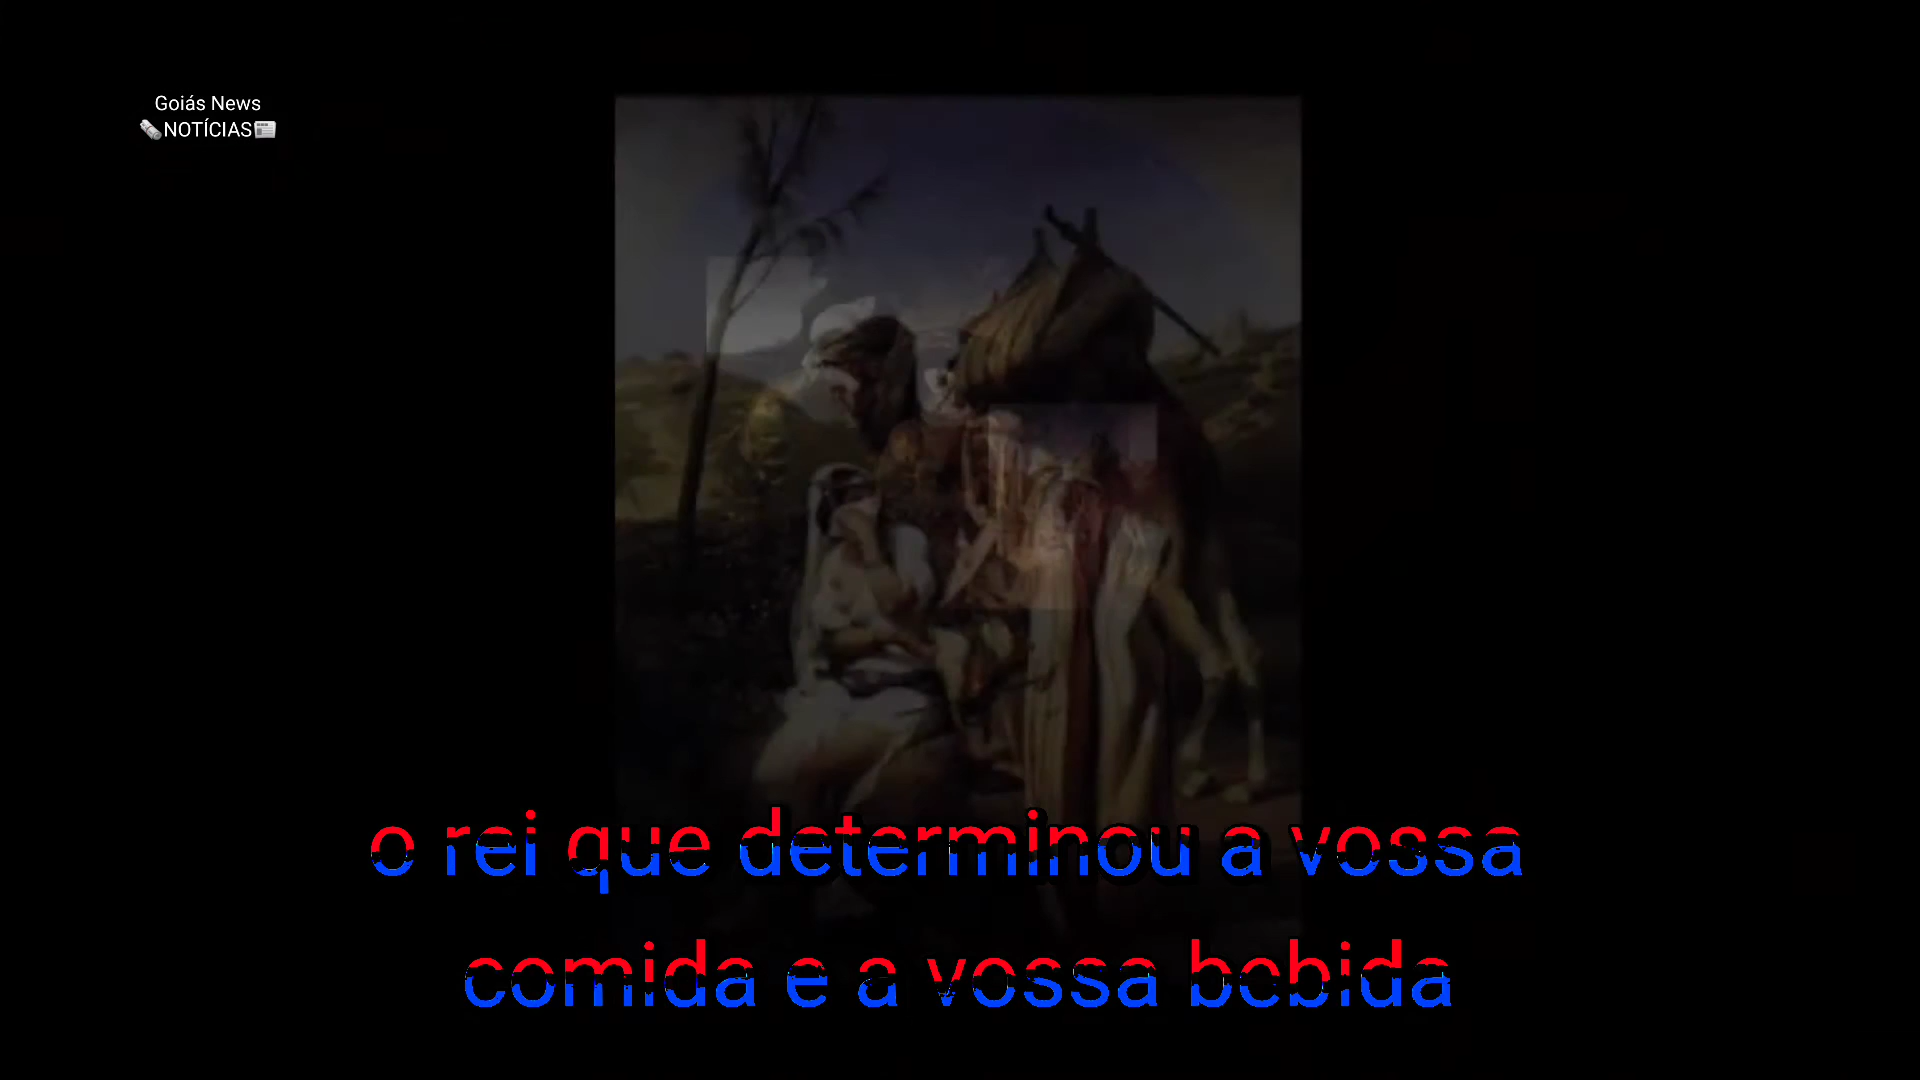 Goiás News
🗞️NOTÍCIAS📰
o rei que determinou a vossa
comida e a vossa bebida